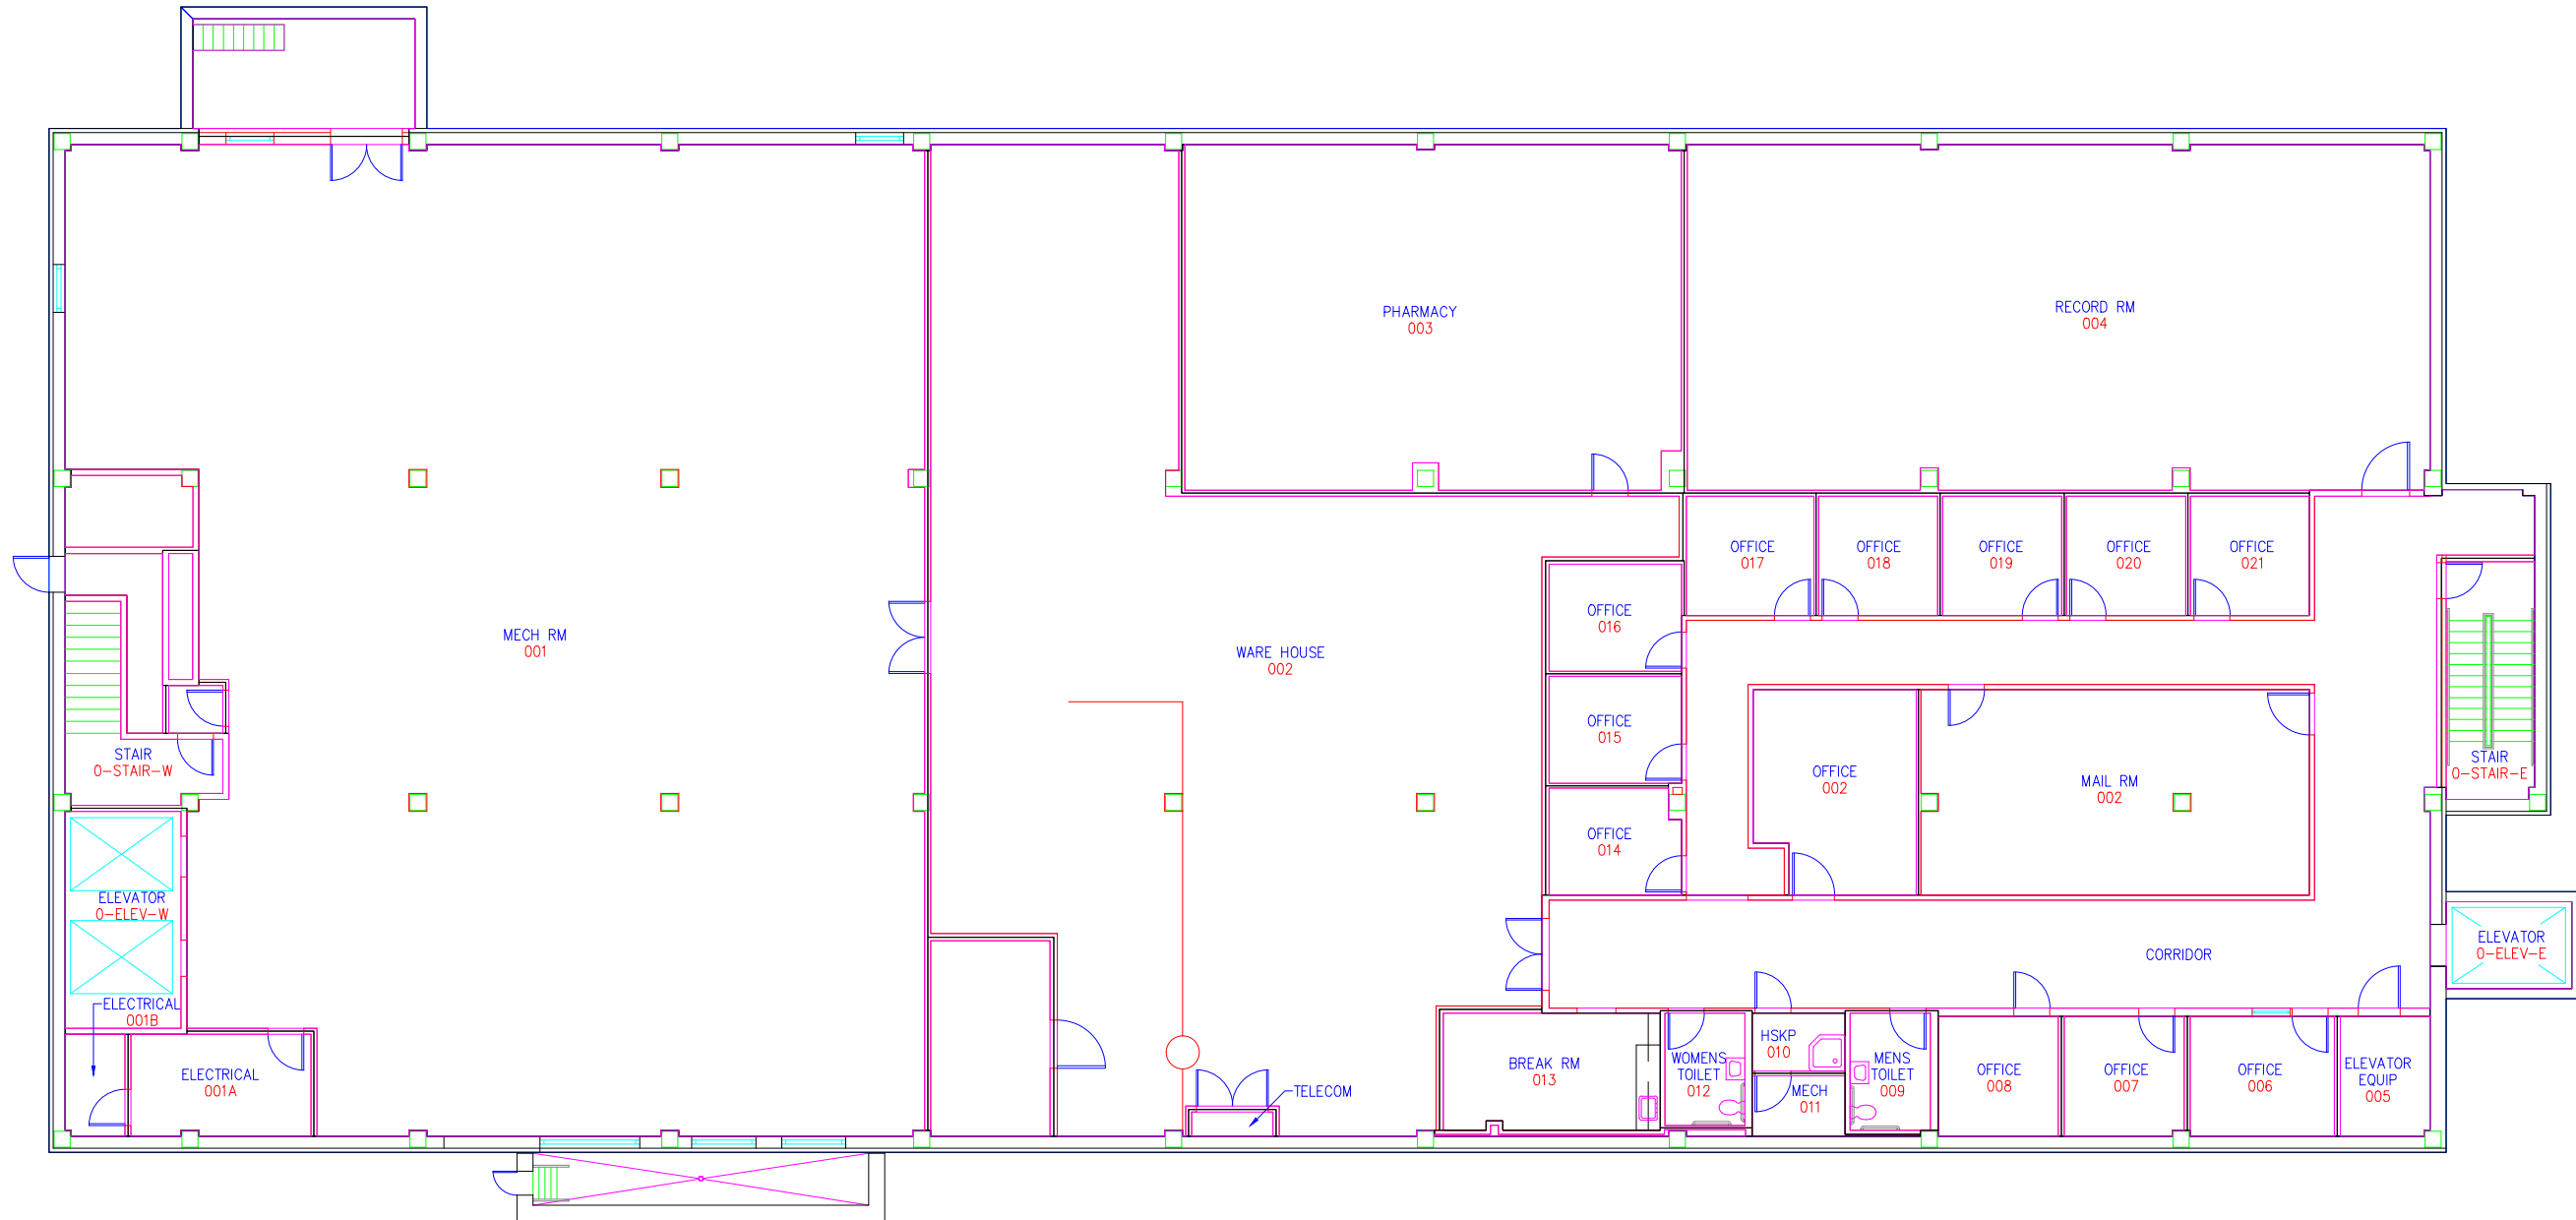 PHARMACY
003
RECORD RM
004
OFFICE
017
OFFICE
018
OFFICE
019
OFFICE
020
OFFICE
021
OFFICE
016
MECH RM
001
WARE HOUSE
002
OFFICE
015
STAIR
0-STAIR-W
OFFICE
002
MAIL RM
002
STAIR
0-STAIR-E
OFFICE
014
ELEVATOR
0-ELEV-W
CORRIDOR
ELEVATOR
0-ELEV-E
ELECTRICAL
001B
ELECTRICAL
001A
TELECOM
BREAK RM
013
WOMENS
TOILET
012
HSKP
010
MECH
011
MENS
TOILET
009
OFFICE
008
OFFICE
007
OFFICE
006
ELEVATOR
EQUIP
005